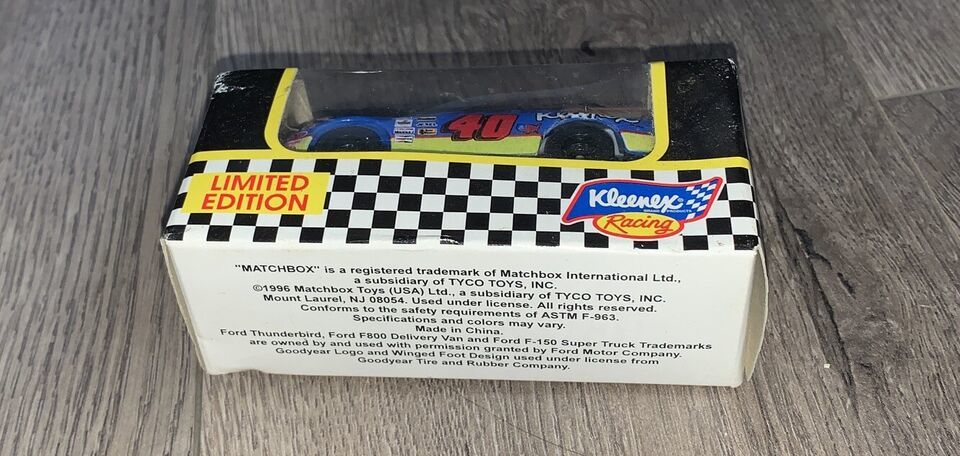 40
LIMITED
EDITION
Kleenex®
BRAND PRODUCTS
Racing
"MATCHBOX" is a registered trademark of Matchbox International Ltd.,
a subsidiary of TYCO TOYS, INC.
©1996 Matchbox Toys (USA) Ltd., a subsidiary of TYCO TOYS, INC.
Mount Laurel, NJ 08054. Used under license. All rights reserved.
Conforms to the safety requirements of ASTM F-963.
Specifications and colors may vary.
Made in China.
Ford Thunderbird, Ford F800 Delivery Van and Ford F-150 Super Truck Trademarks
are owned by and used with permission granted by Ford Motor Company.
Goodyear Logo and Winged Foot Design used under license from
Goodyear Tire and Rubber Company.